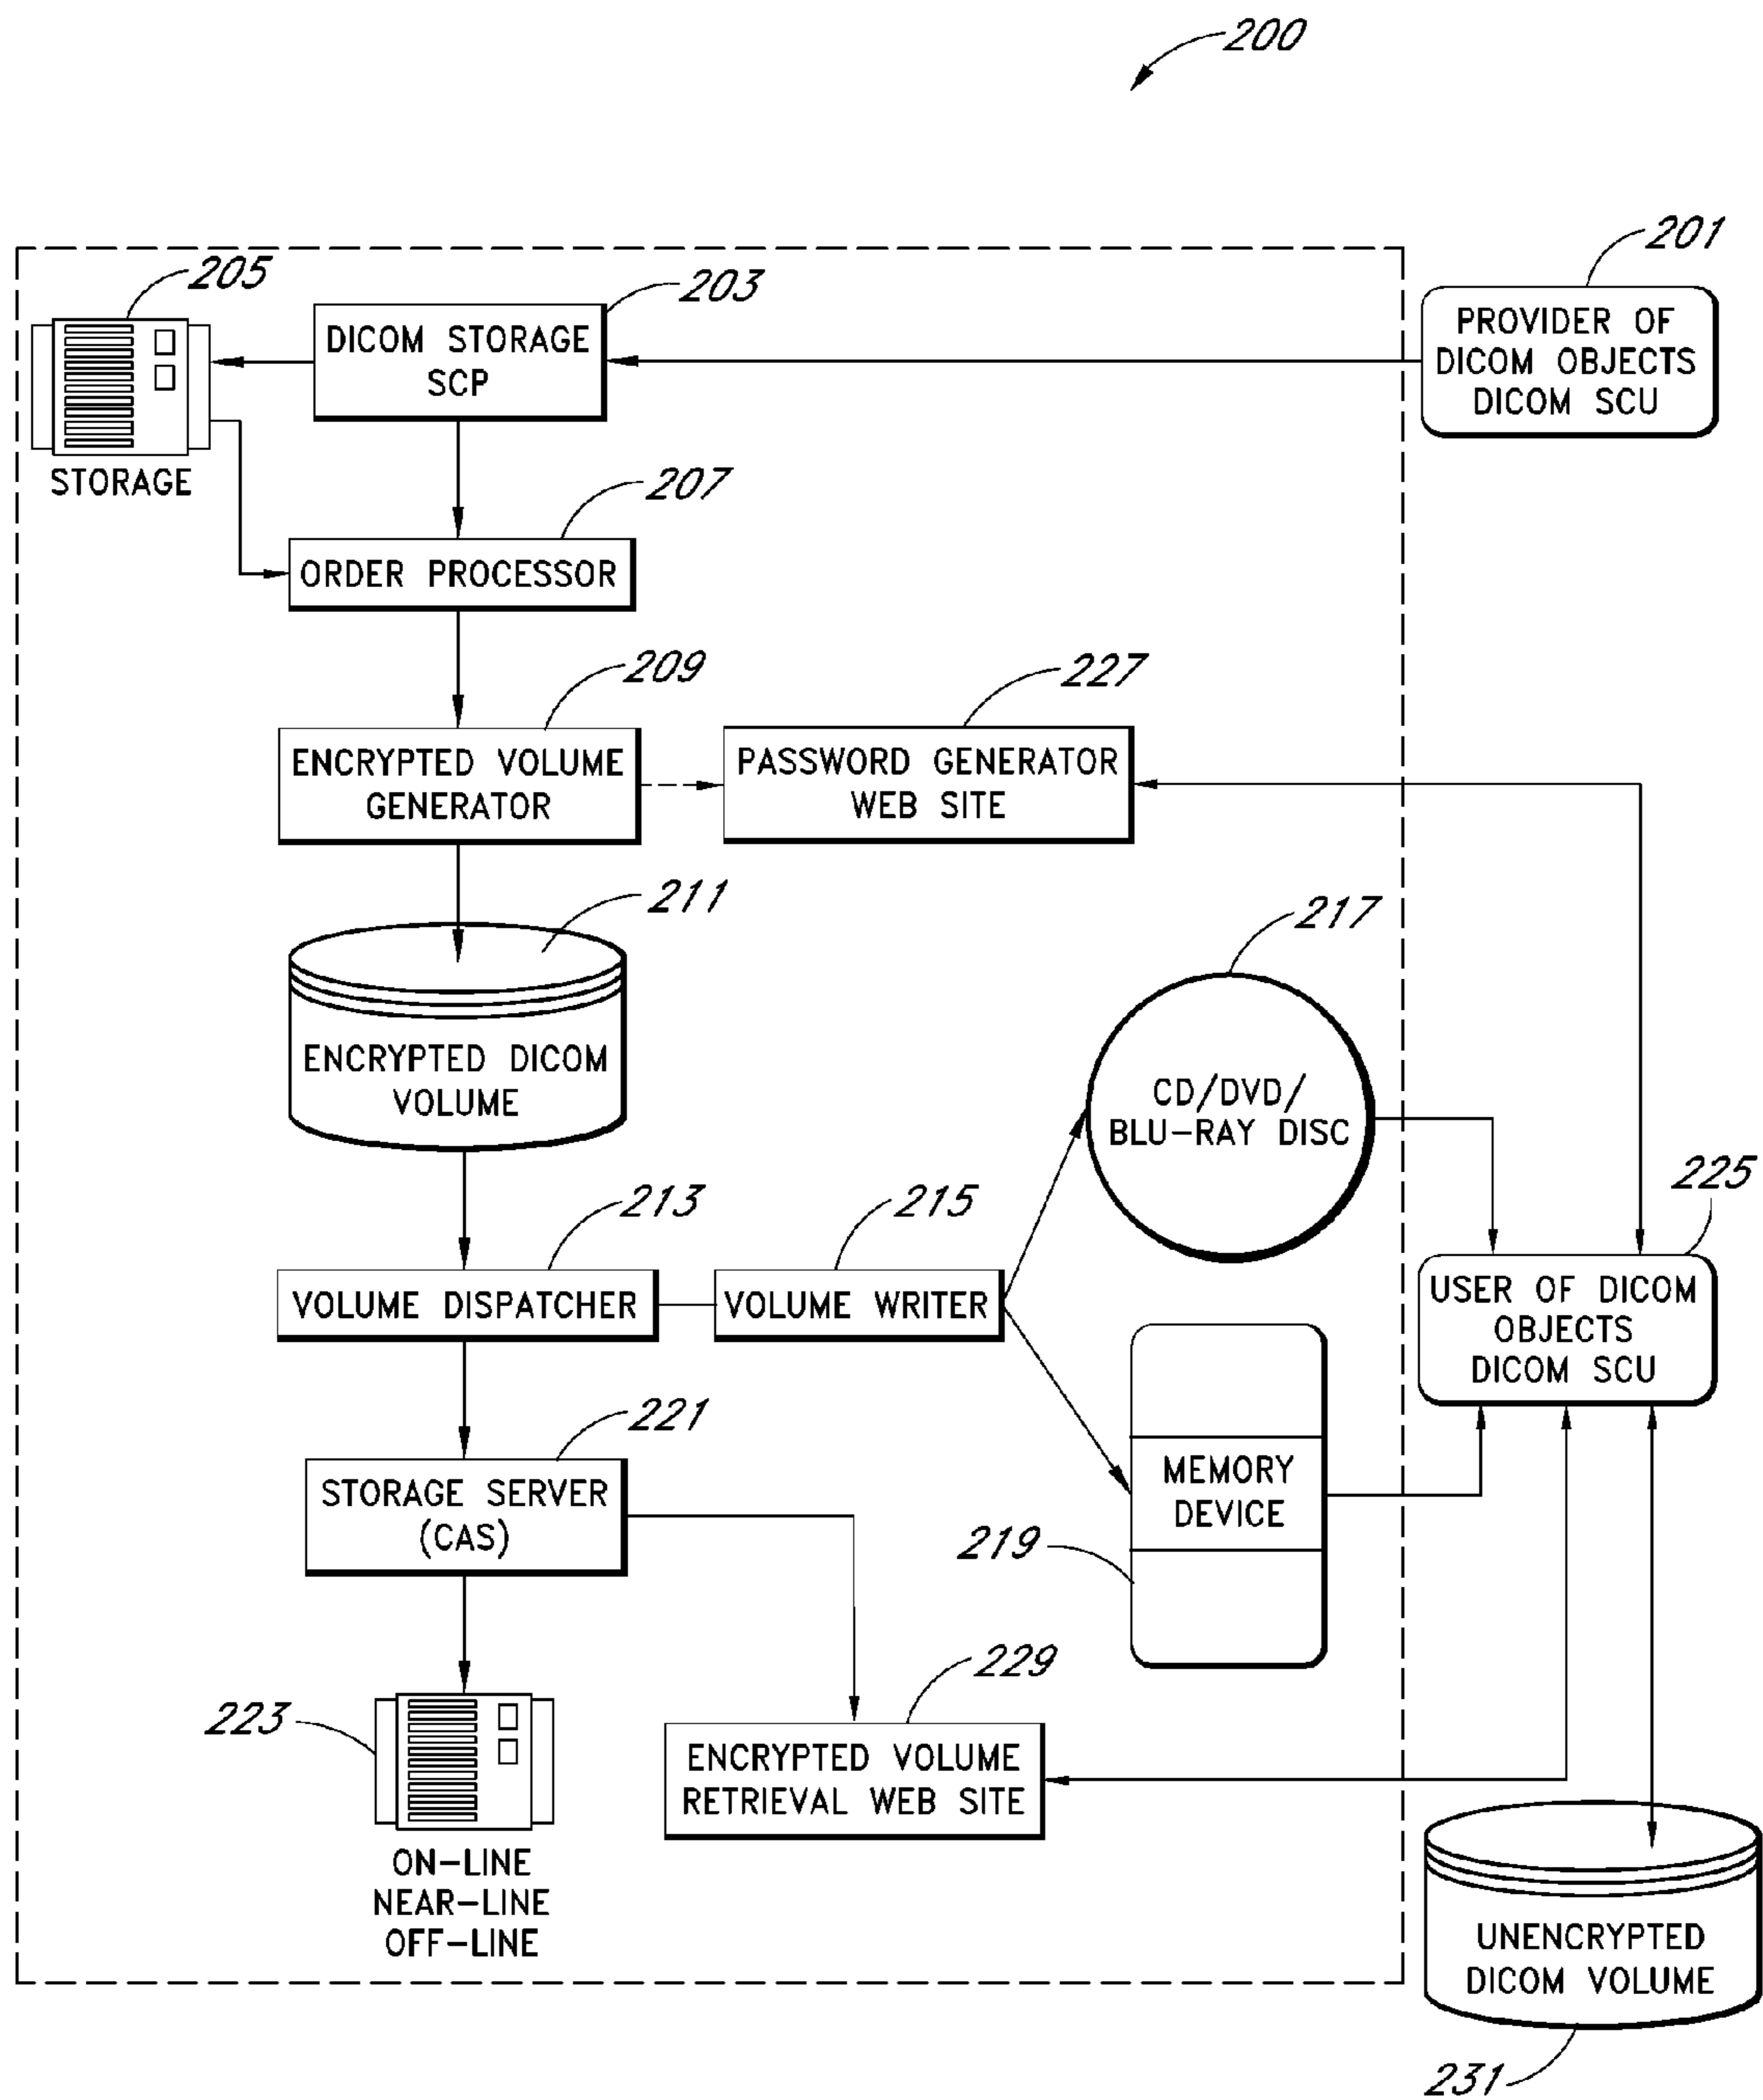 200
201
PROVIDER OF
DICOM OBJECTS
DICOM SCU
205
STORAGE
203
DICOM STORAGE
SCP
207
ORDER PROCESSOR
209
ENCRYPTED VOLUME
GENERATOR
227
PASSWORD GENERATOR
WEB SITE
211
ENCRYPTED DICOM
VOLUME
217
CD/DVD/
BLU-RAY DISC
213
VOLUME DISPATCHER
215
VOLUME WRITER
225
USER OF DICOM
OBJECTS
DICOM SCU
221
STORAGE SERVER
(CAS)
MEMORY
DEVICE
219
223
ON-LINE
NEAR-LINE
OFF-LINE
229
ENCRYPTED VOLUME
RETRIEVAL WEB SITE
UNENCRYPTED
DICOM VOLUME
231